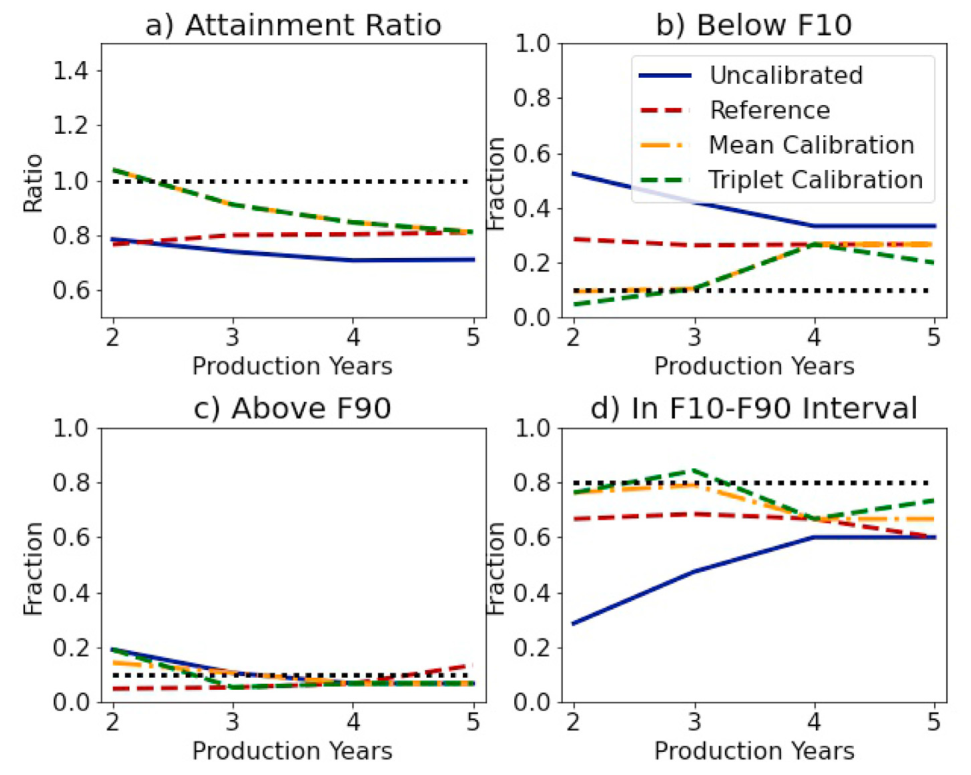 a) Attainment Ratio
1.4
1.2
1.0
0.8
0.6
Ratio
2 3 4 5
Production Years
b) Below F10
1.0
0.8
0.6
0.4
0.2
0.0
Fraction
Uncalibrated
Reference
Mean Calibration
Triplet Calibration
2 3 4 5
Production Years
c) Above F90
1.0
0.8
0.6
0.4
0.2
0.0
Fraction
2 3 4 5
Production Years
d) In F10-F90 Interval
1.0
0.8
0.6
0.4
0.2
0.0
Fraction
2 3 4 5
Production Years